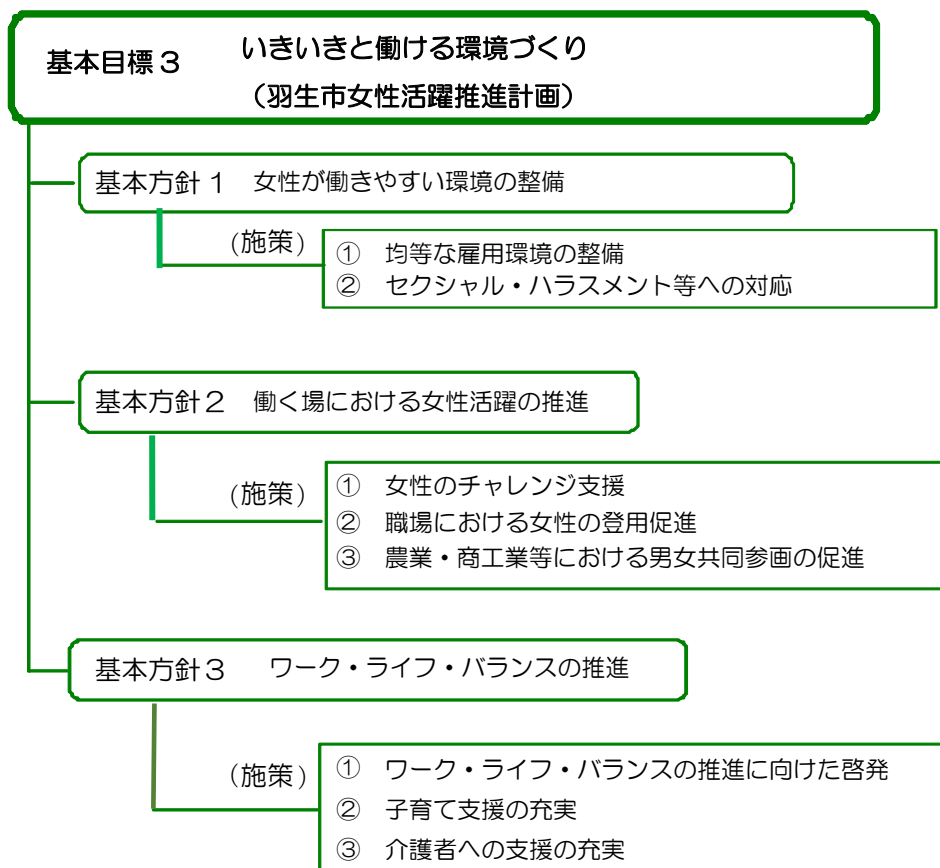 基本目標３　いきいきと働ける環境づくり
（羽生市女性活躍推進計画）
基本方針１　女性が働きやすい環境の整備
(施策)
①　均等な雇用環境の整備
②　セクシャル・ハラスメント等への対応
基本方針２　働く場における女性活躍の推進
(施策)
①　女性のチャレンジ支援
②　職場における女性の登用促進
③　農業・商工業等における男女共同参画の促進
基本方針３　ワーク・ライフ・バランスの推進
(施策)
①　ワーク・ライフ・バランスの推進に向けた啓発
②　子育て支援の充実
③　介護者への支援の充実